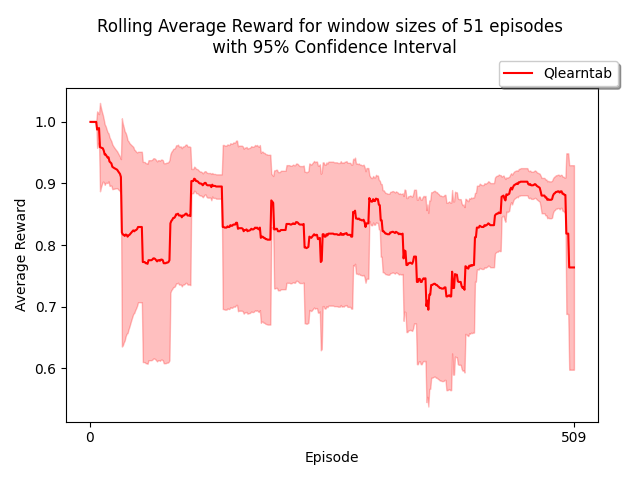 Rolling Average Reward for window sizes of 51 episodes
with 95% Confidence Interval
Qlearntab
1.0
0.9
0.8
0.7
0.6
Average Reward
0
509
Episode